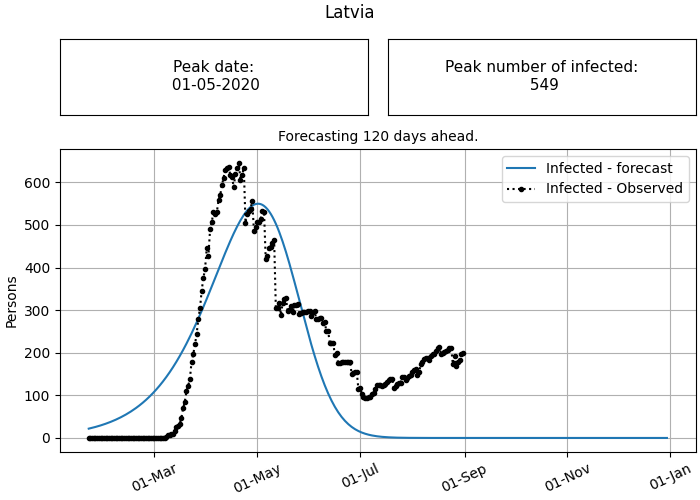 Latvia
Peak date:
01-05-2020
Peak number of infected:
549
Forecasting 120 days ahead.
Infected - forecast
Infected - Observed
Persons
600
500
400
300
200
100
0
01-Mar
01-May
01-Jul
01-Sep
01-Nov
01-Jan